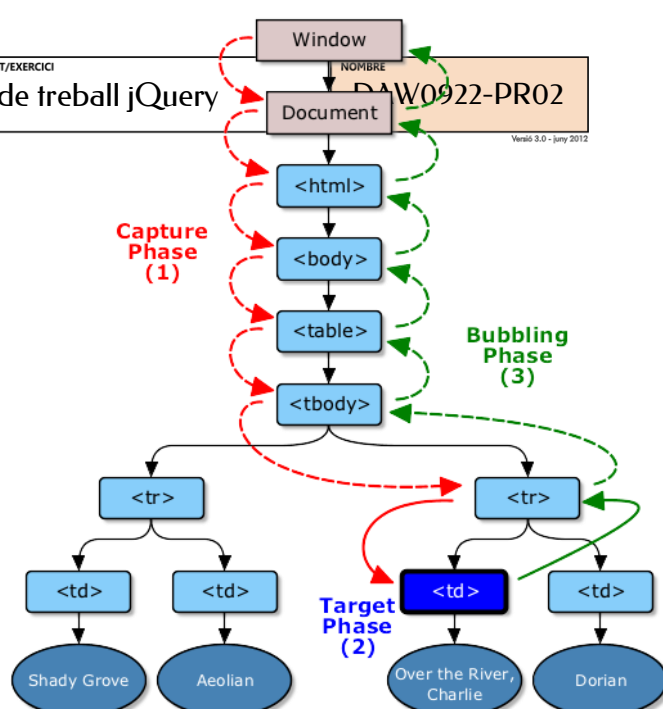 Window
T/EXERCICI
NOMBRE
de treball jQuery
DAW0922-PR02
Document
Versió 3.0 - juny 2012
<html>
Capture
Phase
(1)
<body>
<table>
Bubbling
Phase
(3)
<tbody>
<tr>
<tr>
<td>
<td>
<td>
<td>
Target
Phase
(2)
Shady Grove
Aeolian
Over the River,
Charlie
Dorian